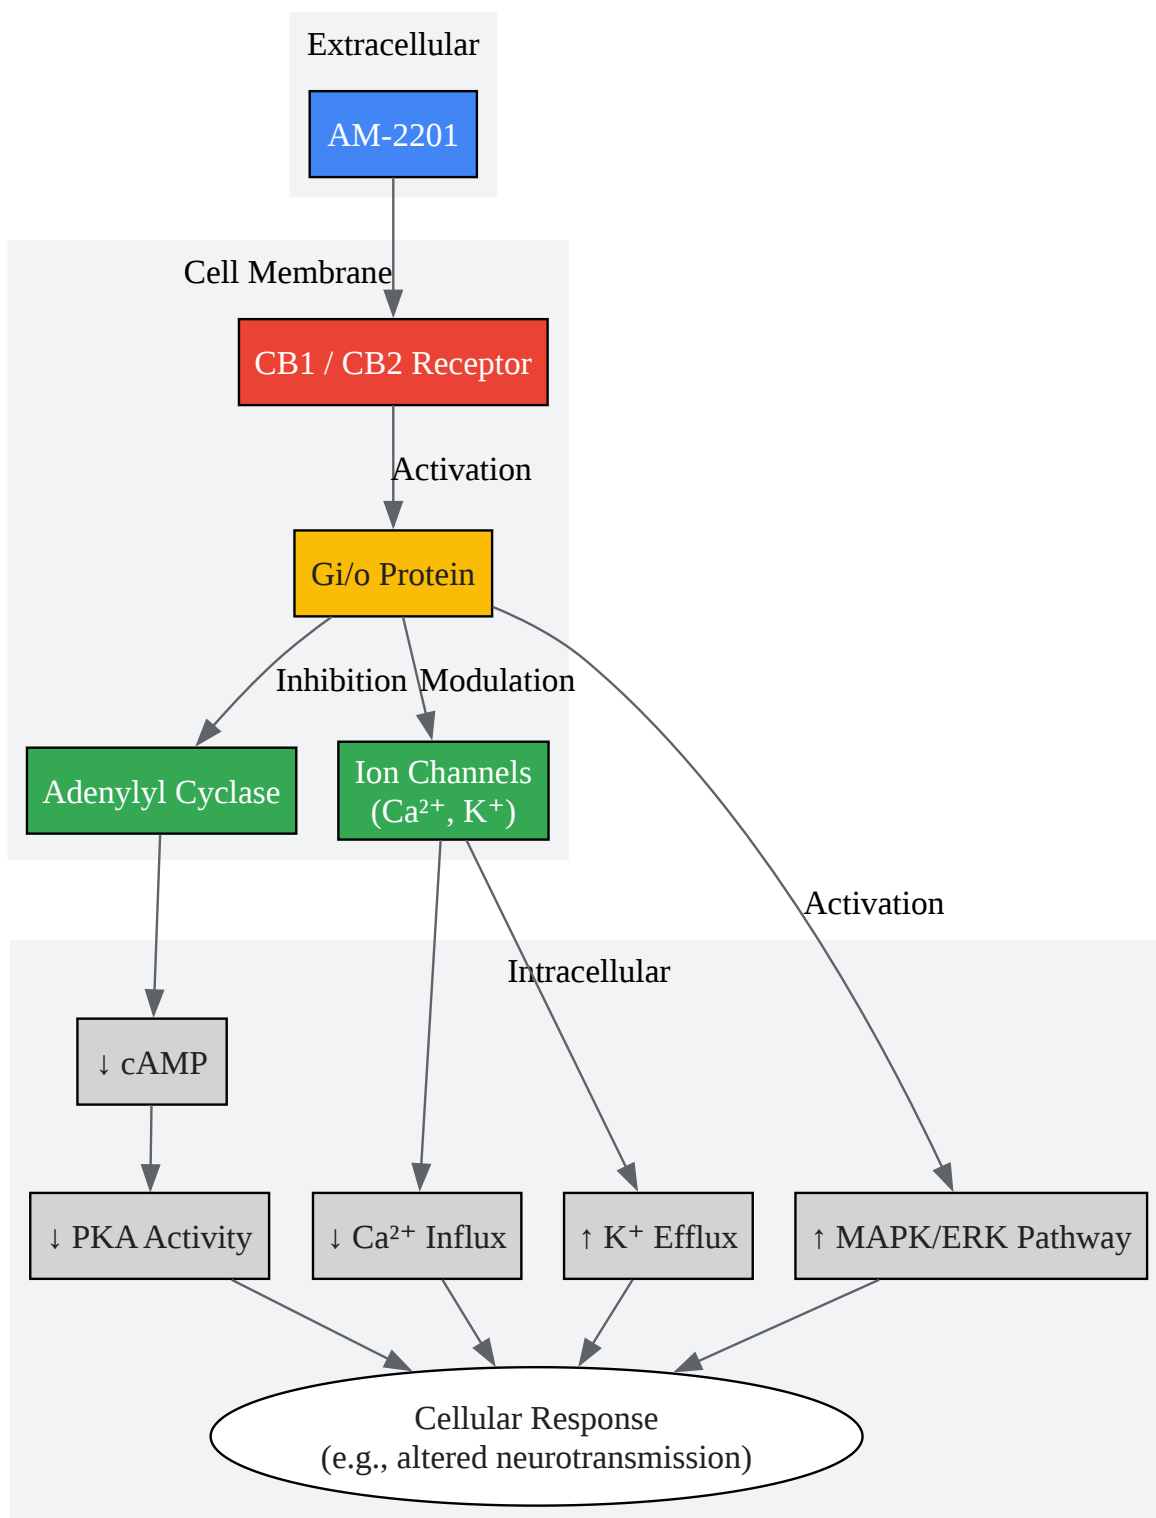 Extracellular
AM-2201
Cell Membrane
CB1 / CB2 Receptor
Activation
Gi/o Protein
Inhibition
Modulation
Adenylyl Cyclase
Ion Channels
(Ca²⁺, K⁺)
Activation
Intracellular
↓ cAMP
↓ PKA Activity
↓ Ca²⁺ Influx
↑ K⁺ Efflux
↑ MAPK/ERK Pathway
Cellular Response
(e.g., altered neurotransmission)